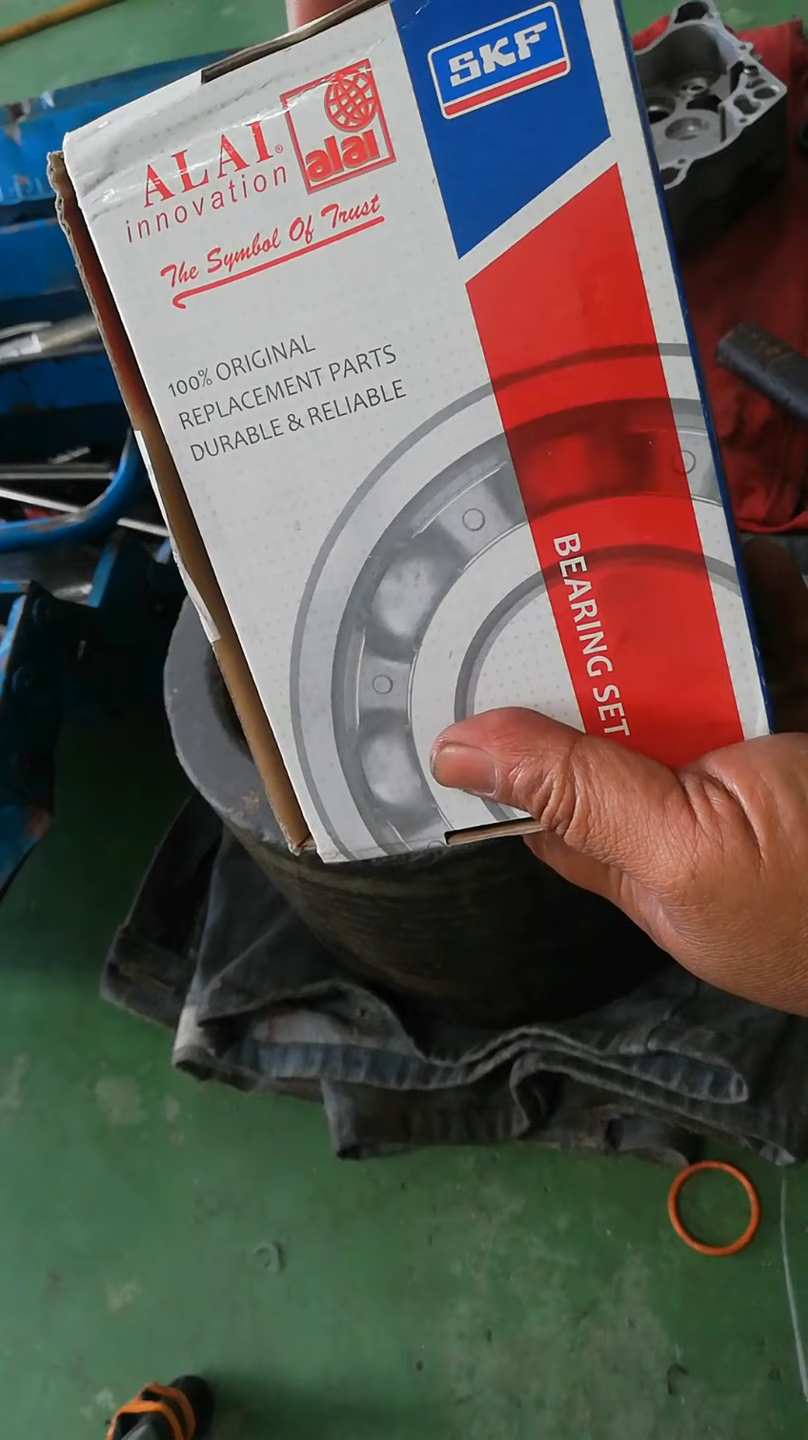 SKF
ALAI®
innovation
alai
The Symbol Of Trust
100% ORIGINAL
REPLACEMENT PARTS
DURABLE & RELIABLE
BEARING SET